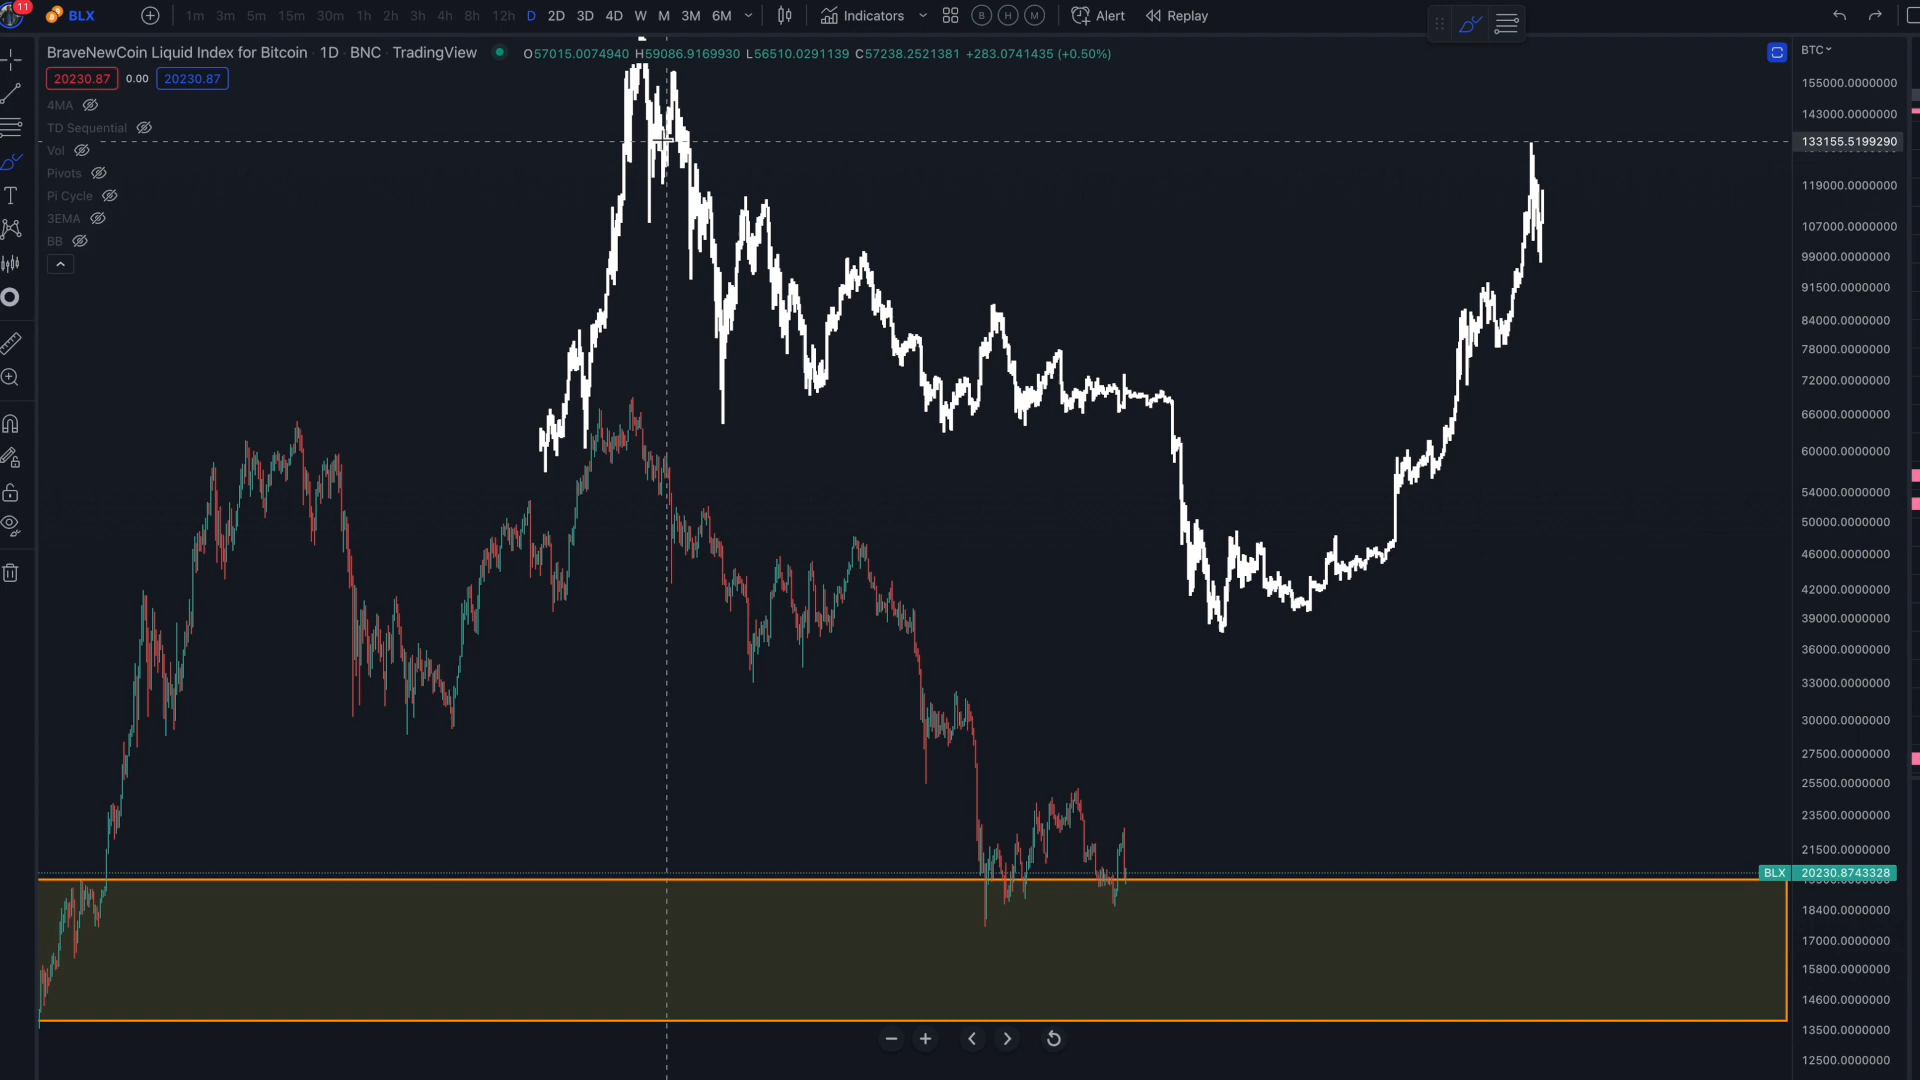 11
BLX
1m 3m 5m 15m 30m 1h 2h 3h 4h 8h 12h D 2D 3D 4D W M 3M 6M
Indicators
B H M
Alert
Replay
BraveNewCoin Liquid Index for Bitcoin · 1D · BNC · TradingView
O57015.0074940 H59086.9169930 L56510.0291139 C57238.2521381 +283.0741435 (+0.50%)
BTC
20230.87 0.00 20230.87
4MA
TD Sequential
Vol
Pivots
Pi Cycle
3EMA
BB
155000.0000000
143000.0000000
133155.5199290
119000.0000000
107000.0000000
99000.0000000
91500.0000000
84000.0000000
78000.0000000
72000.0000000
66000.0000000
60000.0000000
54000.0000000
50000.0000000
46000.0000000
42000.0000000
39000.0000000
36000.0000000
33000.0000000
30000.0000000
27500.0000000
25500.0000000
23500.0000000
21500.0000000
BLX 20230.8743328
18400.0000000
17000.0000000
15800.0000000
14600.0000000
13500.0000000
12500.0000000